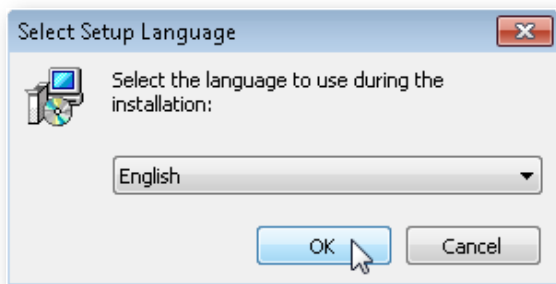 Select Setup Language
Select the language to use during the
installation:
English
OK
Cancel